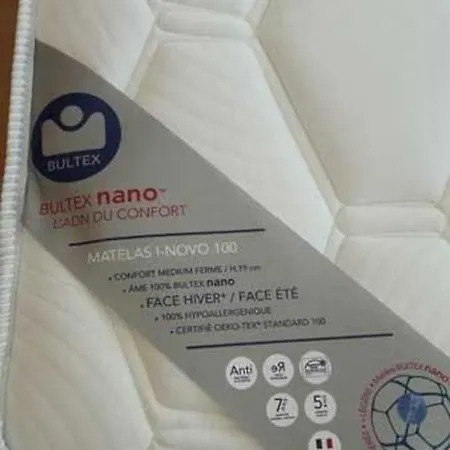 BULTEX
BULTEX nano™
L'ADN DU CONFORT
MATELAS I-NOVO 100
• CONFORT MEDIUM FERME / H.19 cm
• ÂME 100% BULTEX nano
• FACE HIVER* / FACE ÉTÉ
• 100% HYPOALLERGENIQUE
• CERTIFIÉ OEKO-TEX® STANDARD 100
Anti
7
5
BULTEX nano